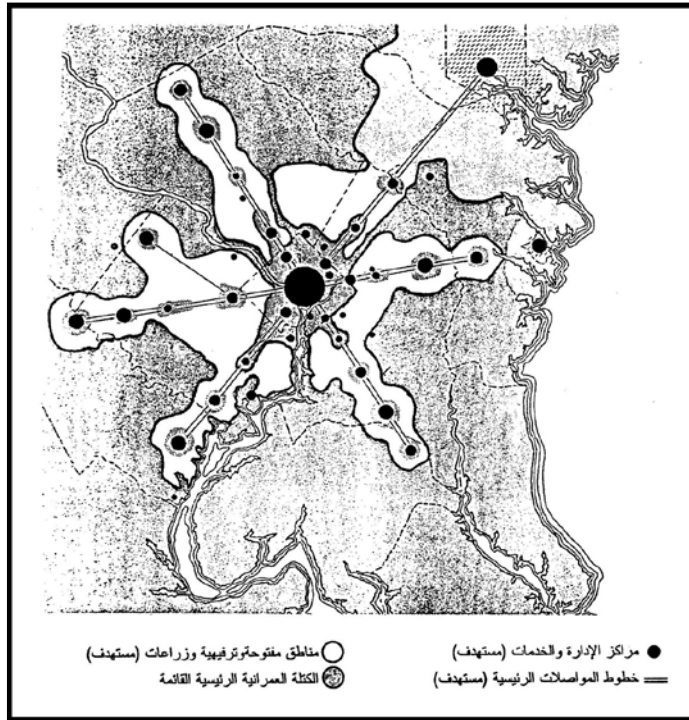 مراكز الإدارة والخدمات (مستهدف)
خطوط المواصلات الرئيسية (مستهدف)
مناطق مفتوحة وترفيهية وزراعات (مستهدف)
الكتلة العمرانية الرئيسية القائمة